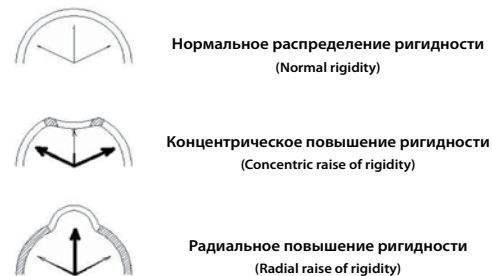 Нормальное распределение ригидности
(Normal rigidity)
Концентрическое повышение ригидности
(Concentric raise of rigidity)
Радиальное повышение ригидности
(Radial raise of rigidity)